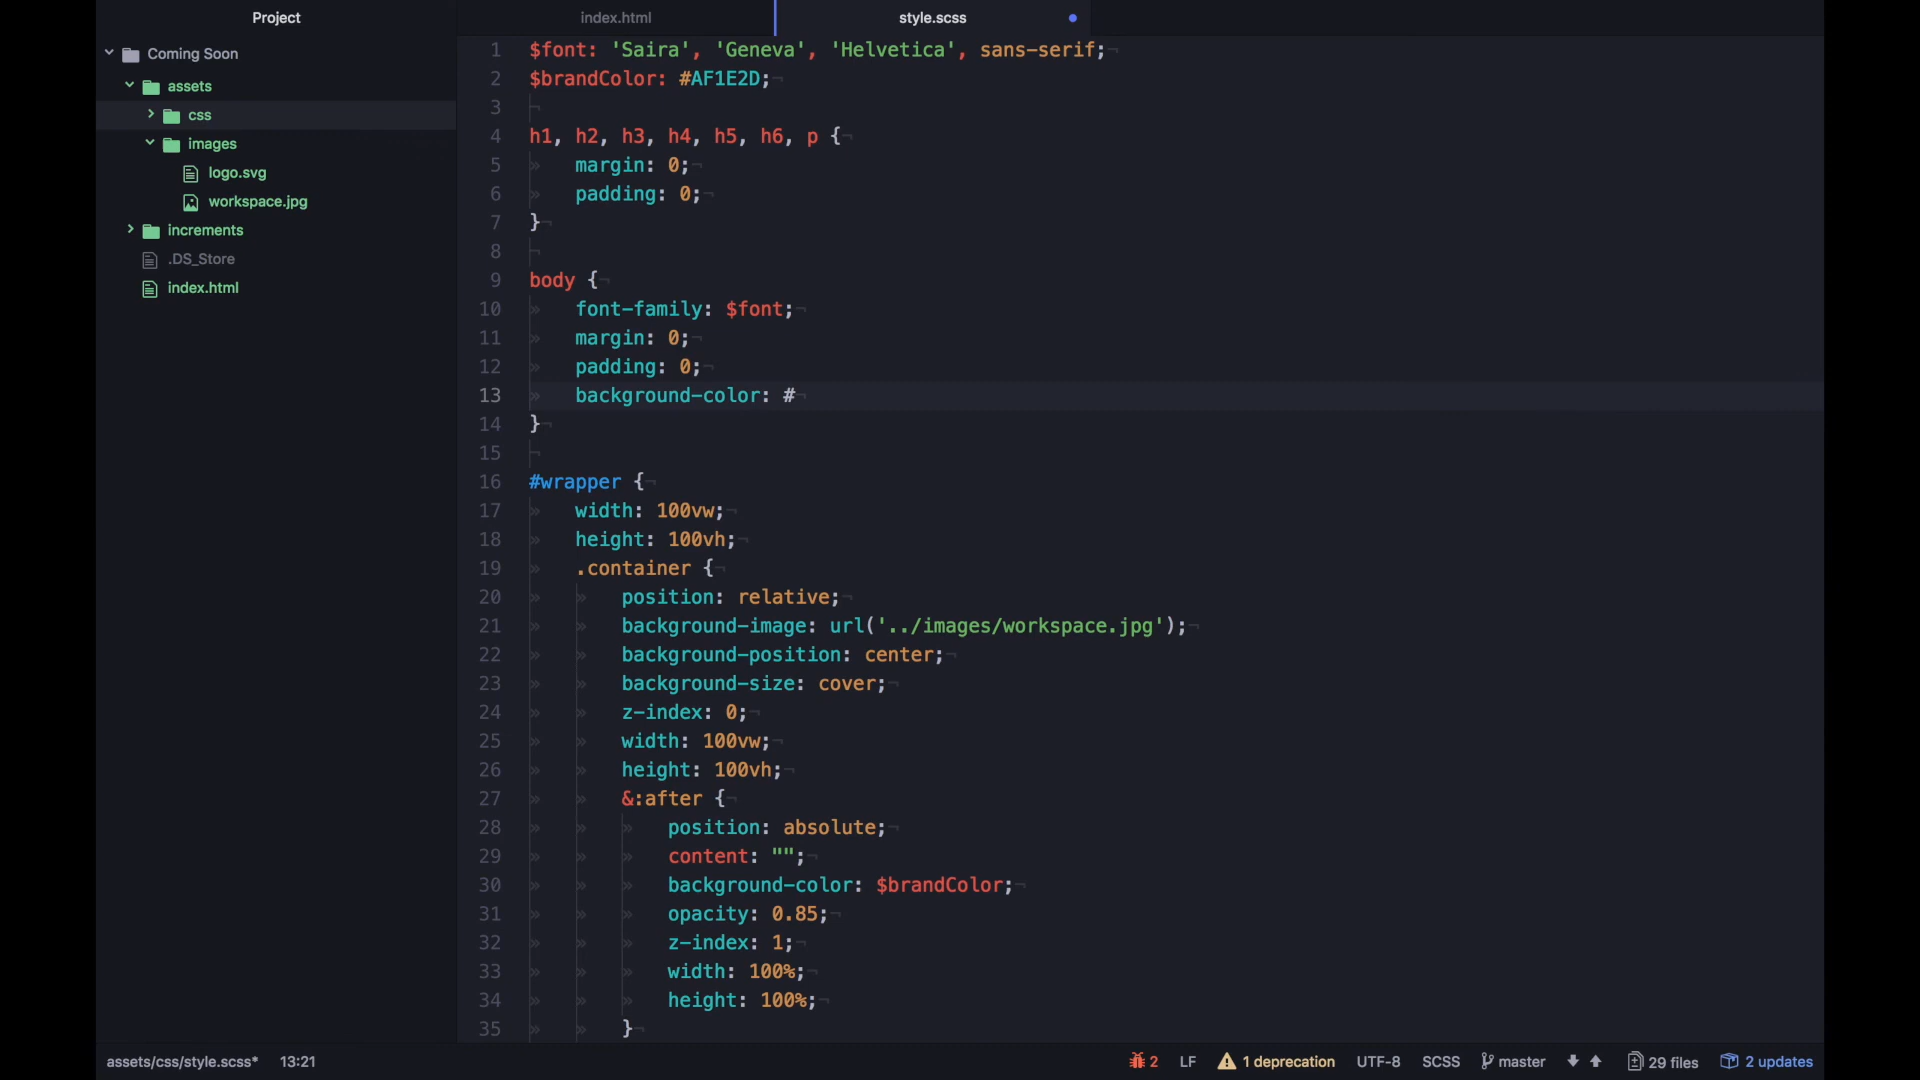 Project
index.html
style.scss
Coming Soon
assets
css
images
logo.svg
workspace.jpg
increments
.DS_Store
index.html
1 $font: 'Saira', 'Geneva', 'Helvetica', sans-serif;¬
2 $brandColor: #AF1E2D;¬
3 ¬
4 h1, h2, h3, h4, h5, h6, p {¬
5 » margin: 0;¬
6 » padding: 0;¬
7 }¬
8 ¬
9 body {¬
10 » font-family: $font;¬
11 » margin: 0;¬
12 » padding: 0;¬
13 » background-color: #¬
14 }¬
15 ¬
16 #wrapper {¬
17 » width: 100vw;¬
18 » height: 100vh;¬
19 » .container {¬
20 » » position: relative;¬
21 » » background-image: url('../images/workspace.jpg');¬
22 » » background-position: center;¬
23 » » background-size: cover;¬
24 » » z-index: 0;¬
25 » » width: 100vw;¬
26 » » height: 100vh;¬
27 » » &:after {¬
28 » » » position: absolute;¬
29 » » » content: "";¬
30 » » » background-color: $brandColor;¬
31 » » » opacity: 0.85;¬
32 » » » z-index: 1;¬
33 » » » width: 100%;¬
34 » » » height: 100%;¬
35 » » }¬
assets/css/style.scss* 13:21 2 LF 1 deprecation UTF-8 SCSS master 29 files 2 updates